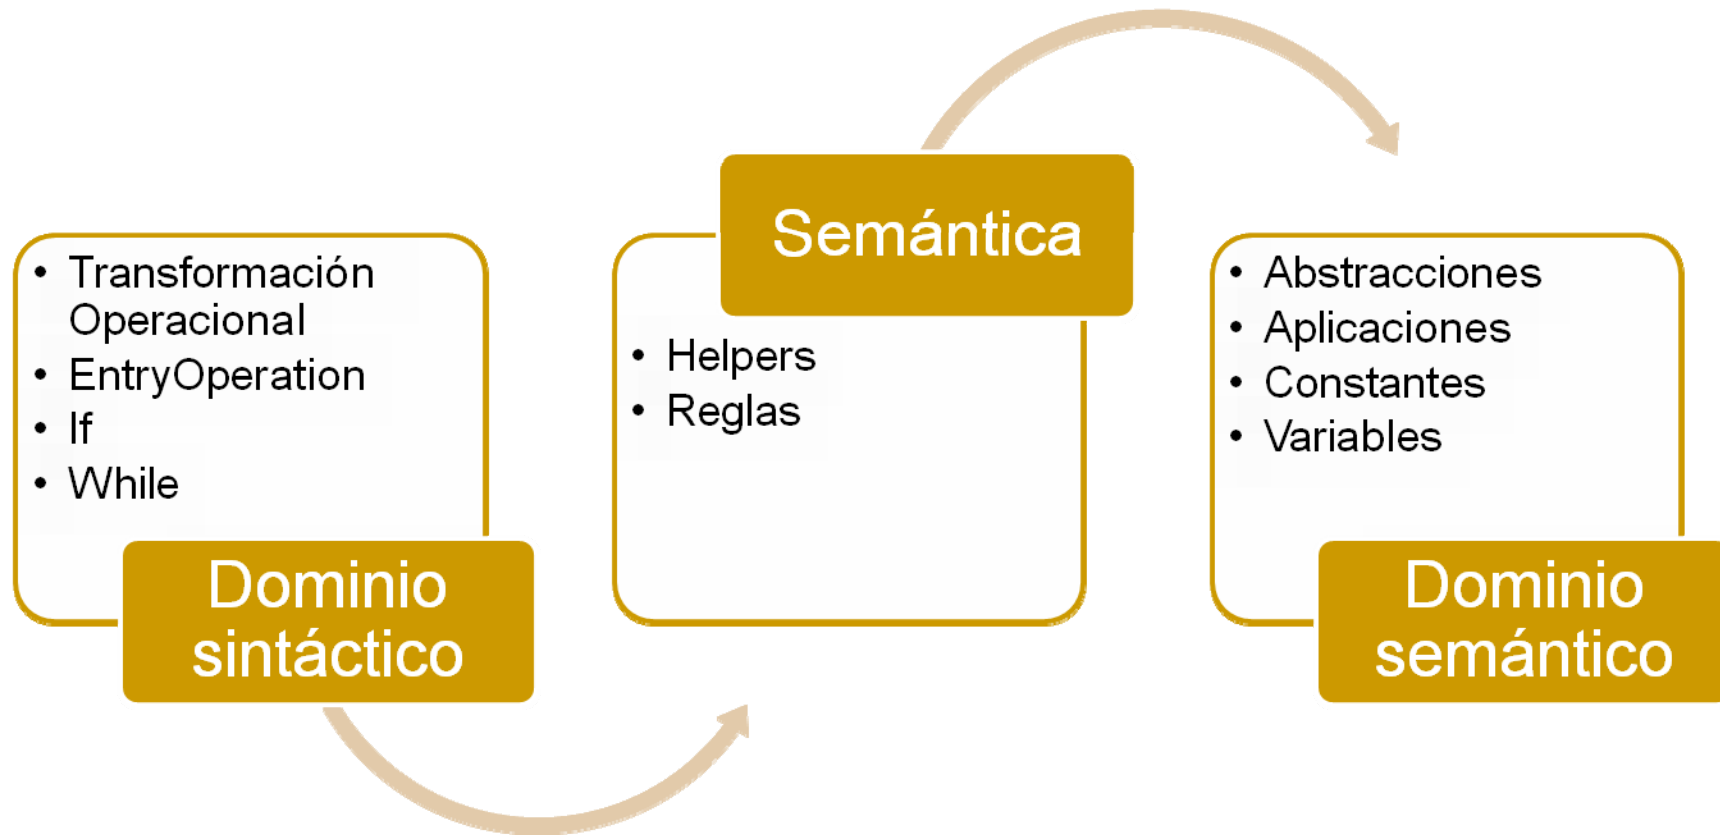 • Transformación
Operacional
• EntryOperation
• If
• While
Dominio
sintáctico
Semántica
• Helpers
• Reglas
• Abstracciones
• Aplicaciones
• Constantes
• Variables
Dominio
semántico